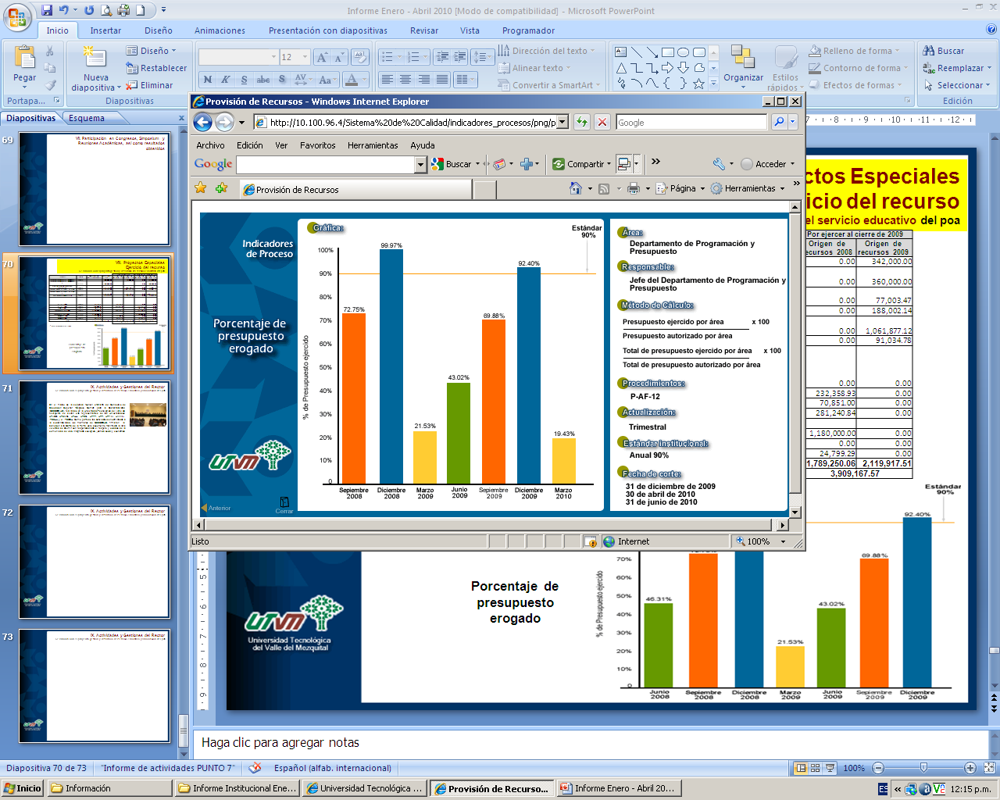 Informe Enero - Abril 2010 [Modo de compatibilidad] - Microsoft PowerPoint
Inicio
Insertar
Diseño
Animaciones
Presentación con diapositivas
Revisar
Vista
Programador
Pegar
Nueva diapositiva
Diseño
Restablecer
Eliminar
12
Dirección del texto
Alinear texto
Convertir a SmartArt
Organizar
Estilos rápidos
Relleno de forma
Contorno de forma
Efectos de formas
Buscar
Reemplazar
Seleccionar
Portapa...
Diapositivas
Edición
Diapositivas
Esquema
69
VII. Participación en Congresos, Simposium y
Reuniones Académicas, así como resultados
obtenidos
70
VIII. Proyectos Especiales
Ejercicio del recurso
71
IX. Actividades y Gestiones del Rector
72
IX. Actividades y Gestiones del Rector
73
IX. Actividades y Gestiones del Rector
Provisión de Recursos - Windows Internet Explorer
http://10.100.96.4/Sistema%20de%20Calidad/indicadores_procesos/png/p
Google
Archivo
Edición
Ver
Favoritos
Herramientas
Ayuda
Google
Buscar
Compartir
Acceder
Provisión de Recursos
Página
Herramientas
Indicadores
de Proceso
Porcentaje de
presupuesto
erogado
UTVM
Anterior
Cerrar
Gráfica:
Estándar
90%
% de Presupuesto ejercido
100%
90%
80%
70%
60%
50%
40%
30%
20%
10%
0
72.75%
99.97%
21.53%
43.02%
69.88%
92.40%
19.43%
Sepiembre 2008
Diciembre 2008
Marzo 2009
Junio 2009
Sepiembre 2009
Diciembre 2009
Marzo 2010
Área:
Departamento de Programación y
Presupuesto
Responsable:
Jefe del Departamento de Programación y
Presupuesto
Método de Cálculo:
Presupuesto ejercido por área x 100
Presupuesto autorizado por área
Total de presupuesto ejercido por área x 100
Total de presupuesto autorizado por área
Procedimientos:
P-AF-12
Actualización:
Trimestral
Estándar institucional:
Anual 90%
Fecha de corte:
31 de diciembre de 2009
30 de abril de 2010
31 de junio de 2010
Listo
Internet
100%
7 · 8 · 9 · 10 · 11 · 12
ctos Especiales
icio del recurso
el servicio educativo del poa
Por ejercer al cierre de 2009
Origen de recursos 2008
Origen de recursos 2009
0.00 342,000.00
0.00 360,000.00
0.00 77,003.47
0.00 188,002.14
0.00 1,061,877.12
0.00 91,034.78
0.00 0.00
232,358.93 0.00
70,851.00 0.00
281,240.84 0.00
1,180,000.00 0.00
0.00 0.00
24,799.29 0.00
1,789,250.06 2,119,917.51
3,909,167.57
Estándar
90%
92.40%
70%
60%
50%
40%
30%
20%
10%
0
% de Presupuesto ejercido
46.31%
21.53%
43.02%
69.88%
Junio 2008
Sepiembre 2008
Diciembre 2008
Marzo 2009
Junio 2009
Sepiembre 2009
Diciembre 2009
Porcentaje de
presupuesto
erogado
UTVM
Universidad Tecnológica
del Valle del Mezquital
Haga clic para agregar notas
Diapositiva 70 de 73
"Informe de actividades PUNTO 7"
Español (alfab. internacional)
100%
Inicio
Información
Informe Institucional Ene...
Universidad Tecnológica ...
Provisión de Recurso...
Informe Enero - Abril 20...
ES
12:15 p.m.